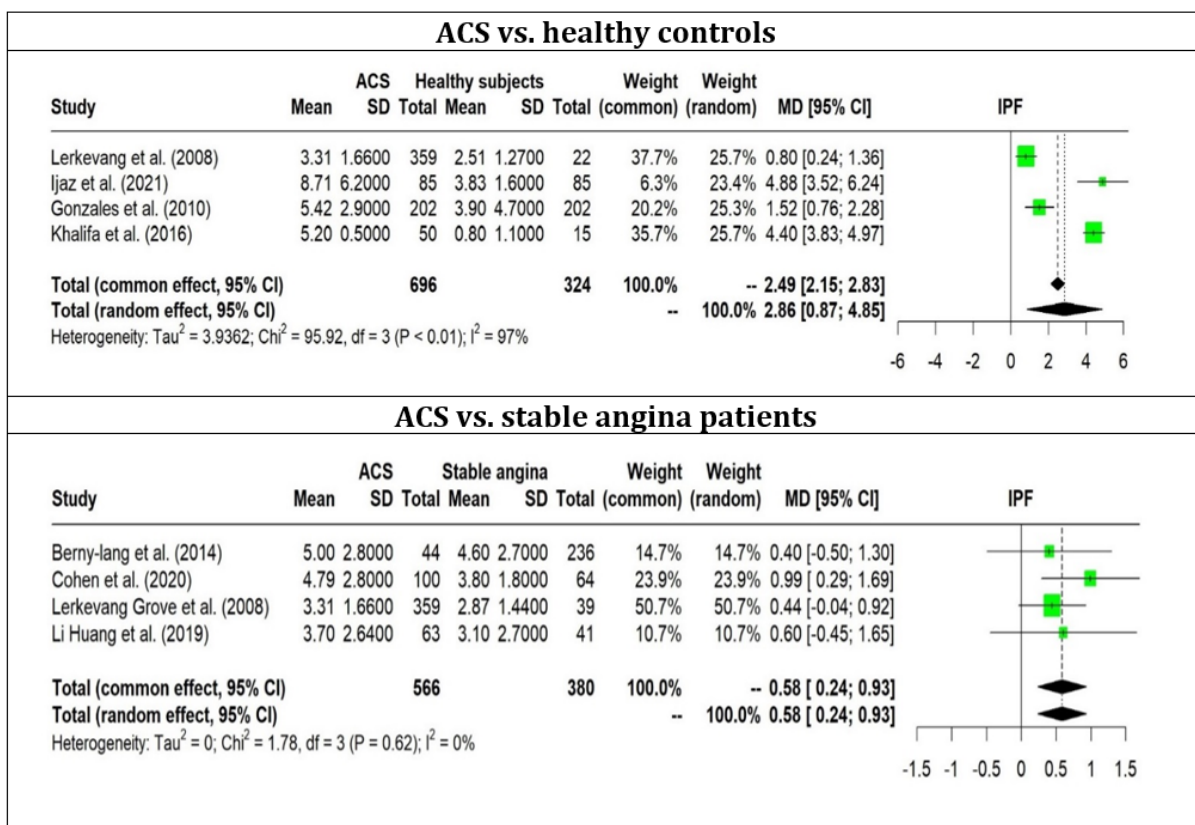 ACS vs. healthy controls
ACS Healthy subjects Weight Weight
Study Mean SD Total Mean SD Total (common) (random) MD [95% CI] IPF
Lerkevang et al. (2008) 3.31 1.6600 359 2.51 1.2700 22 37.7% 25.7% 0.80 [0.24; 1.36]
Ijaz et al. (2021) 8.71 6.2000 85 3.83 1.6000 85 6.3% 23.4% 4.88 [3.52; 6.24]
Gonzales et al. (2010) 5.42 2.9000 202 3.90 4.7000 202 20.2% 25.3% 1.52 [0.76; 2.28]
Khalifa et al. (2016) 5.20 0.5000 50 0.80 1.1000 15 35.7% 25.7% 4.40 [3.83; 4.97]
Total (common effect, 95% CI) 696 324 100.0% -- 2.49 [2.15; 2.83]
Total (random effect, 95% CI) -- 100.0% 2.86 [0.87; 4.85]
Heterogeneity: Tau² = 3.9362; Chi² = 95.92, df = 3 (P < 0.01); I² = 97%
-6 -4 -2 0 2 4 6
ACS vs. stable angina patients
ACS Stable angina Weight Weight
Study Mean SD Total Mean SD Total (common) (random) MD [95% CI] IPF
Berny-lang et al. (2014) 5.00 2.8000 44 4.60 2.7000 236 14.7% 14.7% 0.40 [-0.50; 1.30]
Cohen et al. (2020) 4.79 2.8000 100 3.80 1.8000 64 23.9% 23.9% 0.99 [0.29; 1.69]
Lerkevang Grove et al. (2008) 3.31 1.6600 359 2.87 1.4400 39 50.7% 50.7% 0.44 [-0.04; 0.92]
Li Huang et al. (2019) 3.70 2.6400 63 3.10 2.7000 41 10.7% 10.7% 0.60 [-0.45; 1.65]
Total (common effect, 95% CI) 566 380 100.0% -- 0.58 [ 0.24; 0.93]
Total (random effect, 95% CI) -- 100.0% 0.58 [ 0.24; 0.93]
Heterogeneity: Tau² = 0; Chi² = 1.78, df = 3 (P = 0.62); I² = 0%
-1.5 -1 -0.5 0 0.5 1 1.5